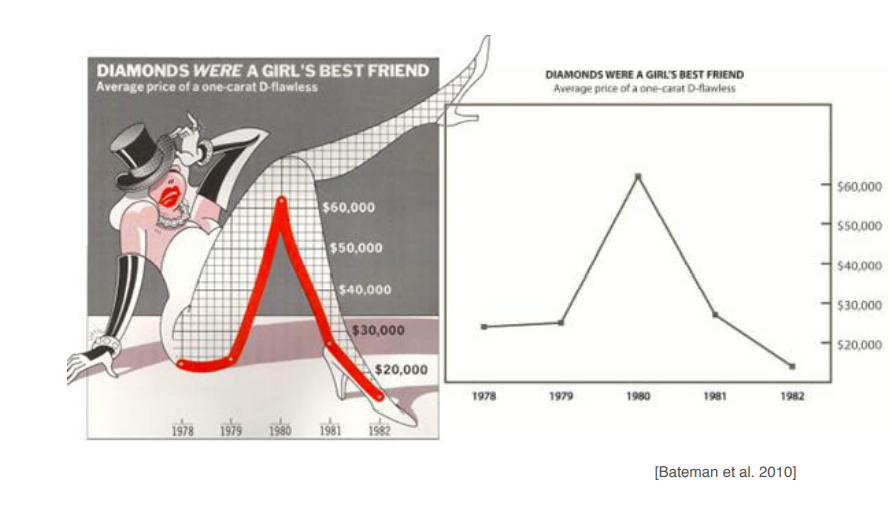 DIAMONDS WERE A GIRL'S BEST FRIEND
Average price of a one-carat D-flawless
$60,000
$50,000
$40,000
$30,000
$20,000
1978 1979 1980 1981 1982
DIAMONDS WERE A GIRL'S BEST FRIEND
Average price of a one-carat D-flawless
$60,000
$50,000
$40,000
$30,000
$20,000
1978 1979 1980 1981 1982
[Bateman et al. 2010]